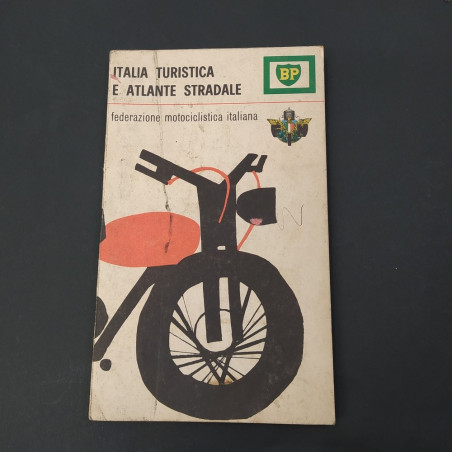 ITALIA TURISTICA
E ATLANTE STRADALE
BP
federazione motociclistica italiana
N